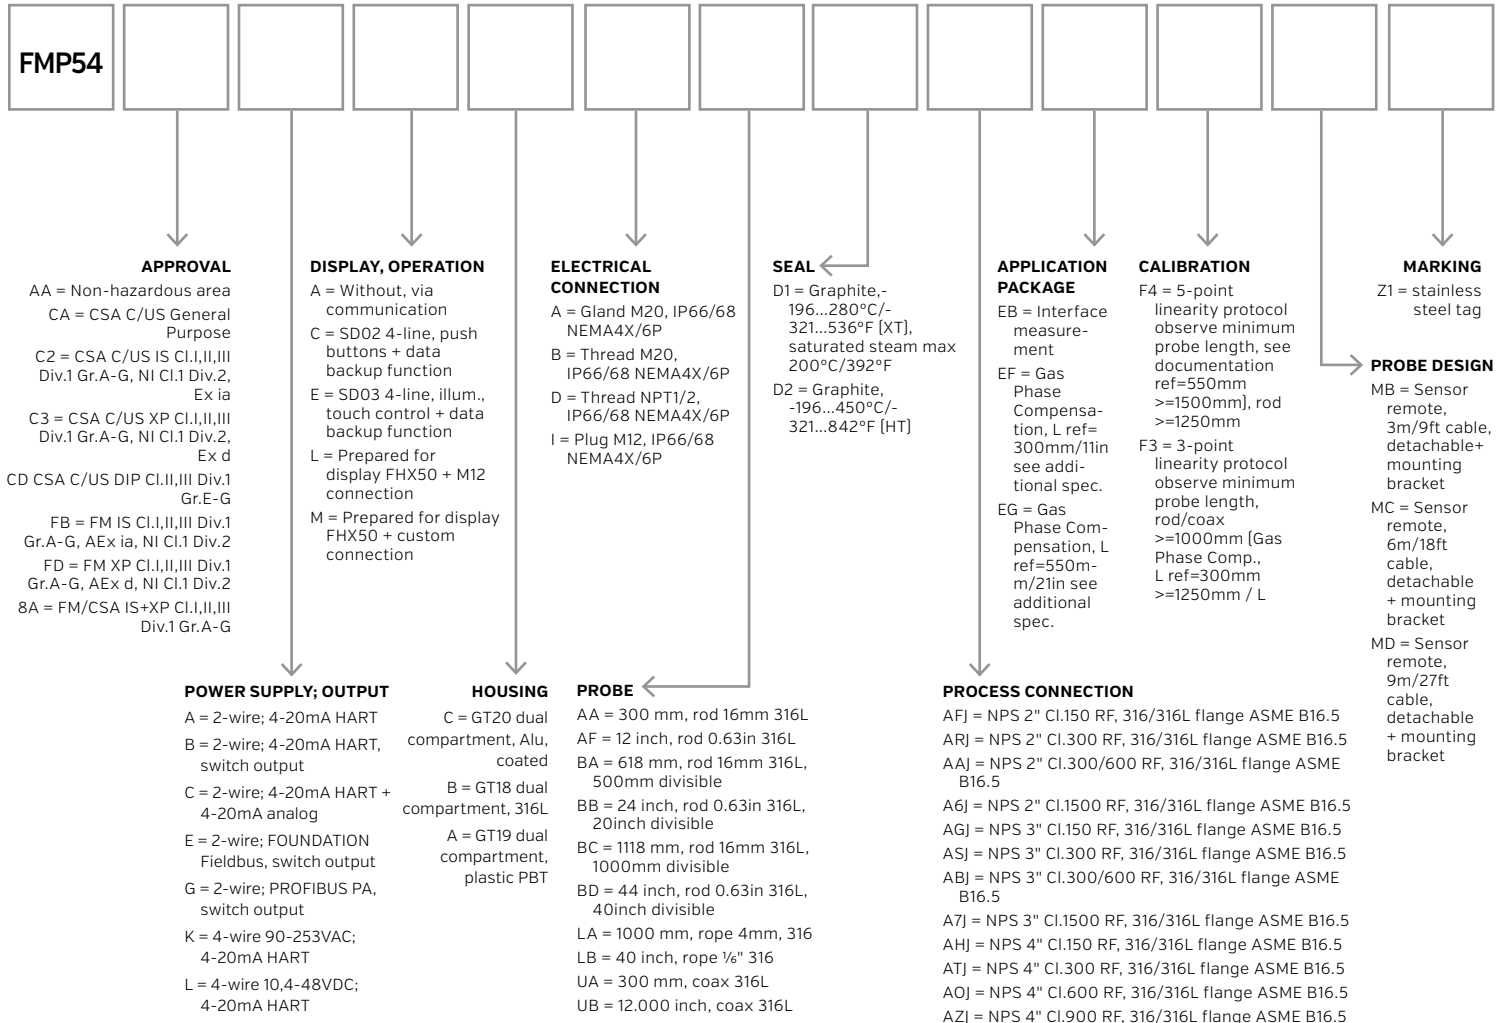 FMP54
APPROVAL
AA = Non-hazardous area
CA = CSA C/US General
Purpose
C2 = CSA C/US IS Cl.I,II,III
Div.1 Gr.A-G, NI Cl.1 Div.2,
Ex ia
C3 = CSA C/US XP Cl.I,II,III
Div.1 Gr.A-G, NI Cl.1 Div.2,
Ex d
CD CSA C/US DIP Cl.II,III Div.1
Gr.E-G
FB = FM IS Cl.I,II,III Div.1
Gr.A-G, AEx ia, NI Cl.1 Div.2
FD = FM XP Cl.I,II,III Div.1
Gr.A-G, AEx d, NI Cl.1 Div.2
8A = FM/CSA IS+XP Cl.I,II,III
Div.1 Gr.A-G
DISPLAY, OPERATION
A = Without, via
communication
C = SD02 4-line, push
buttons + data
backup function
E = SD03 4-line, illum.,
touch control + data
backup function
L = Prepared for
display FHX50 + M12
connection
M = Prepared for display
FHX50 + custom
connection
ELECTRICAL
CONNECTION
A = Gland M20, IP66/68
NEMA4X/6P
B = Thread M20,
IP66/68 NEMA4X/6P
D = Thread NPT1/2,
IP66/68 NEMA4X/6P
I = Plug M12, IP66/68
NEMA4X/6P
SEAL
D1 = Graphite,-
196...280°C/-
321...536°F (XT),
saturated steam max
200°C/392°F
D2 = Graphite,
-196...450°C/-
321...842°F (HT)
APPLICATION
PACKAGE
EB = Interface
measure-
ment
EF = Gas
Phase
Compensa-
tion, L ref=
300mm/11in
see addi-
tional spec.
EG = Gas
Phase Com-
pensation, L
ref=550m-
m/21in see
additional
spec.
CALIBRATION
F4 = 5-point
linearity protocol
observe minimum
probe length, see
documentation
ref=550mm
>=1500mm), rod
>=1250mm
F3 = 3-point
linearity protocol
observe minimum
probe length,
rod/coax
>=1000mm (Gas
Phase Comp.,
L ref=300mm
>=1250mm / L
MARKING
Z1 = stainless
steel tag
PROBE DESIGN
MB = Sensor
remote,
3m/9ft cable,
detachable+
mounting
bracket
MC = Sensor
remote,
6m/18ft
cable,
detachable
+ mounting
bracket
MD = Sensor
remote,
9m/27ft
cable,
detachable
+ mounting
bracket
POWER SUPPLY; OUTPUT
A = 2-wire; 4-20mA HART
B = 2-wire; 4-20mA HART,
switch output
C = 2-wire; 4-20mA HART +
4-20mA analog
E = 2-wire; FOUNDATION
Fieldbus, switch output
G = 2-wire; PROFIBUS PA,
switch output
K = 4-wire 90-253VAC;
4-20mA HART
L = 4-wire 10,4-48VDC;
4-20mA HART
HOUSING
C = GT20 dual
compartment, Alu,
coated
B = GT18 dual
compartment, 316L
A = GT19 dual
compartment,
plastic PBT
PROBE
AA = 300 mm, rod 16mm 316L
AF = 12 inch, rod 0.63in 316L
BA = 618 mm, rod 16mm 316L,
500mm divisible
BB = 24 inch, rod 0.63in 316L,
20inch divisible
BC = 1118 mm, rod 16mm 316L,
1000mm divisible
BD = 44 inch, rod 0.63in 316L,
40inch divisible
LA = 1000 mm, rope 4mm, 316
LB = 40 inch, rope ⅙" 316
UA = 300 mm, coax 316L
UB = 12.000 inch, coax 316L
PROCESS CONNECTION
AFJ = NPS 2" Cl.150 RF, 316/316L flange ASME B16.5
ARJ = NPS 2" Cl.300 RF, 316/316L flange ASME B16.5
AAJ = NPS 2" Cl.300/600 RF, 316/316L flange ASME
B16.5
A6J = NPS 2" Cl.1500 RF, 316/316L flange ASME B16.5
AGJ = NPS 3" Cl.150 RF, 316/316L flange ASME B16.5
ASJ = NPS 3" Cl.300 RF, 316/316L flange ASME B16.5
ABJ = NPS 3" Cl.300/600 RF, 316/316L flange ASME
B16.5
A7J = NPS 3" Cl.1500 RF, 316/316L flange ASME B16.5
AHJ = NPS 4" Cl.150 RF, 316/316L flange ASME B16.5
ATJ = NPS 4" Cl.300 RF, 316/316L flange ASME B16.5
AOJ = NPS 4" Cl.600 RF, 316/316L flange ASME B16.5
AZJ = NPS 4" Cl.900 RF, 316/316L flange ASME B16.5